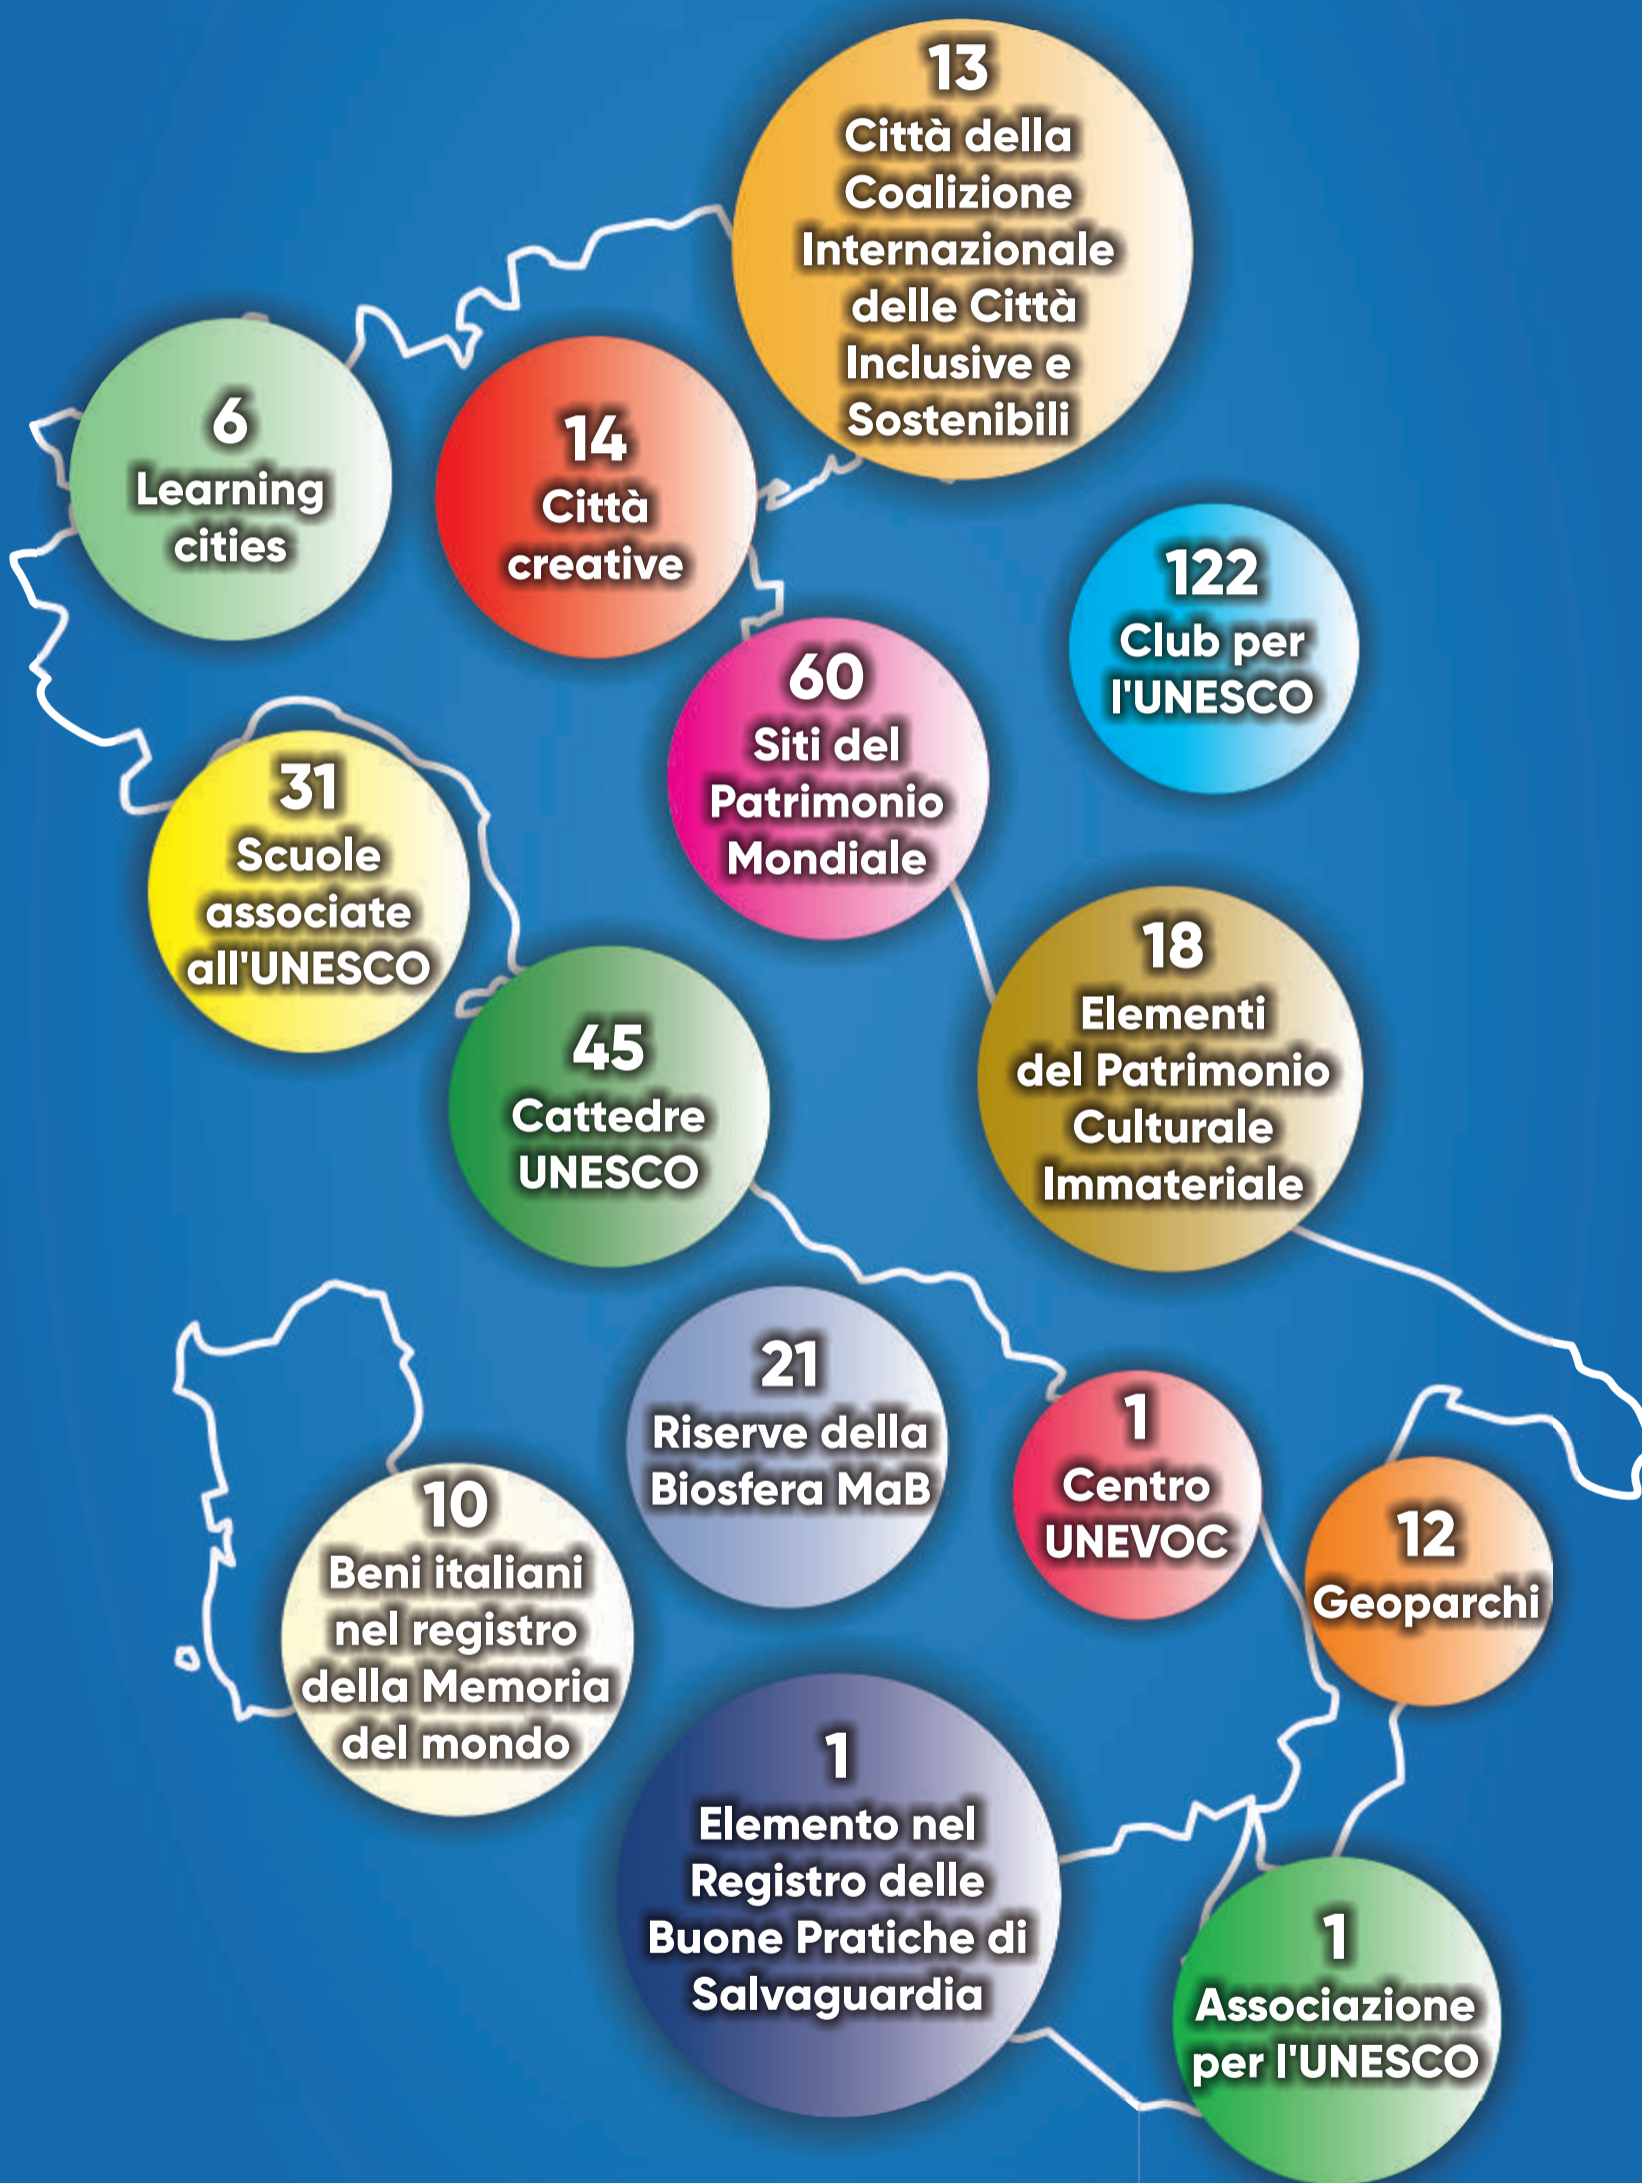 13
Città della
Coalizione
Internazionale
delle Città
Inclusive e
Sostenibili
6
Learning
cities
14
Città
creative
122
Club per
l'UNESCO
60
Siti del
Patrimonio
Mondiale
31
Scuole
associate
all'UNESCO
18
Elementi
del Patrimonio
Culturale
Immateriale
45
Cattedre
UNESCO
21
Riserve della
Biosfera MaB
1
Centro
UNEVOC
10
Beni italiani
nel registro
della Memoria
del mondo
12
Geoparchi
1
Elemento nel
Registro delle
Buone Pratiche di
Salvaguardia
1
Associazione
per l'UNESCO